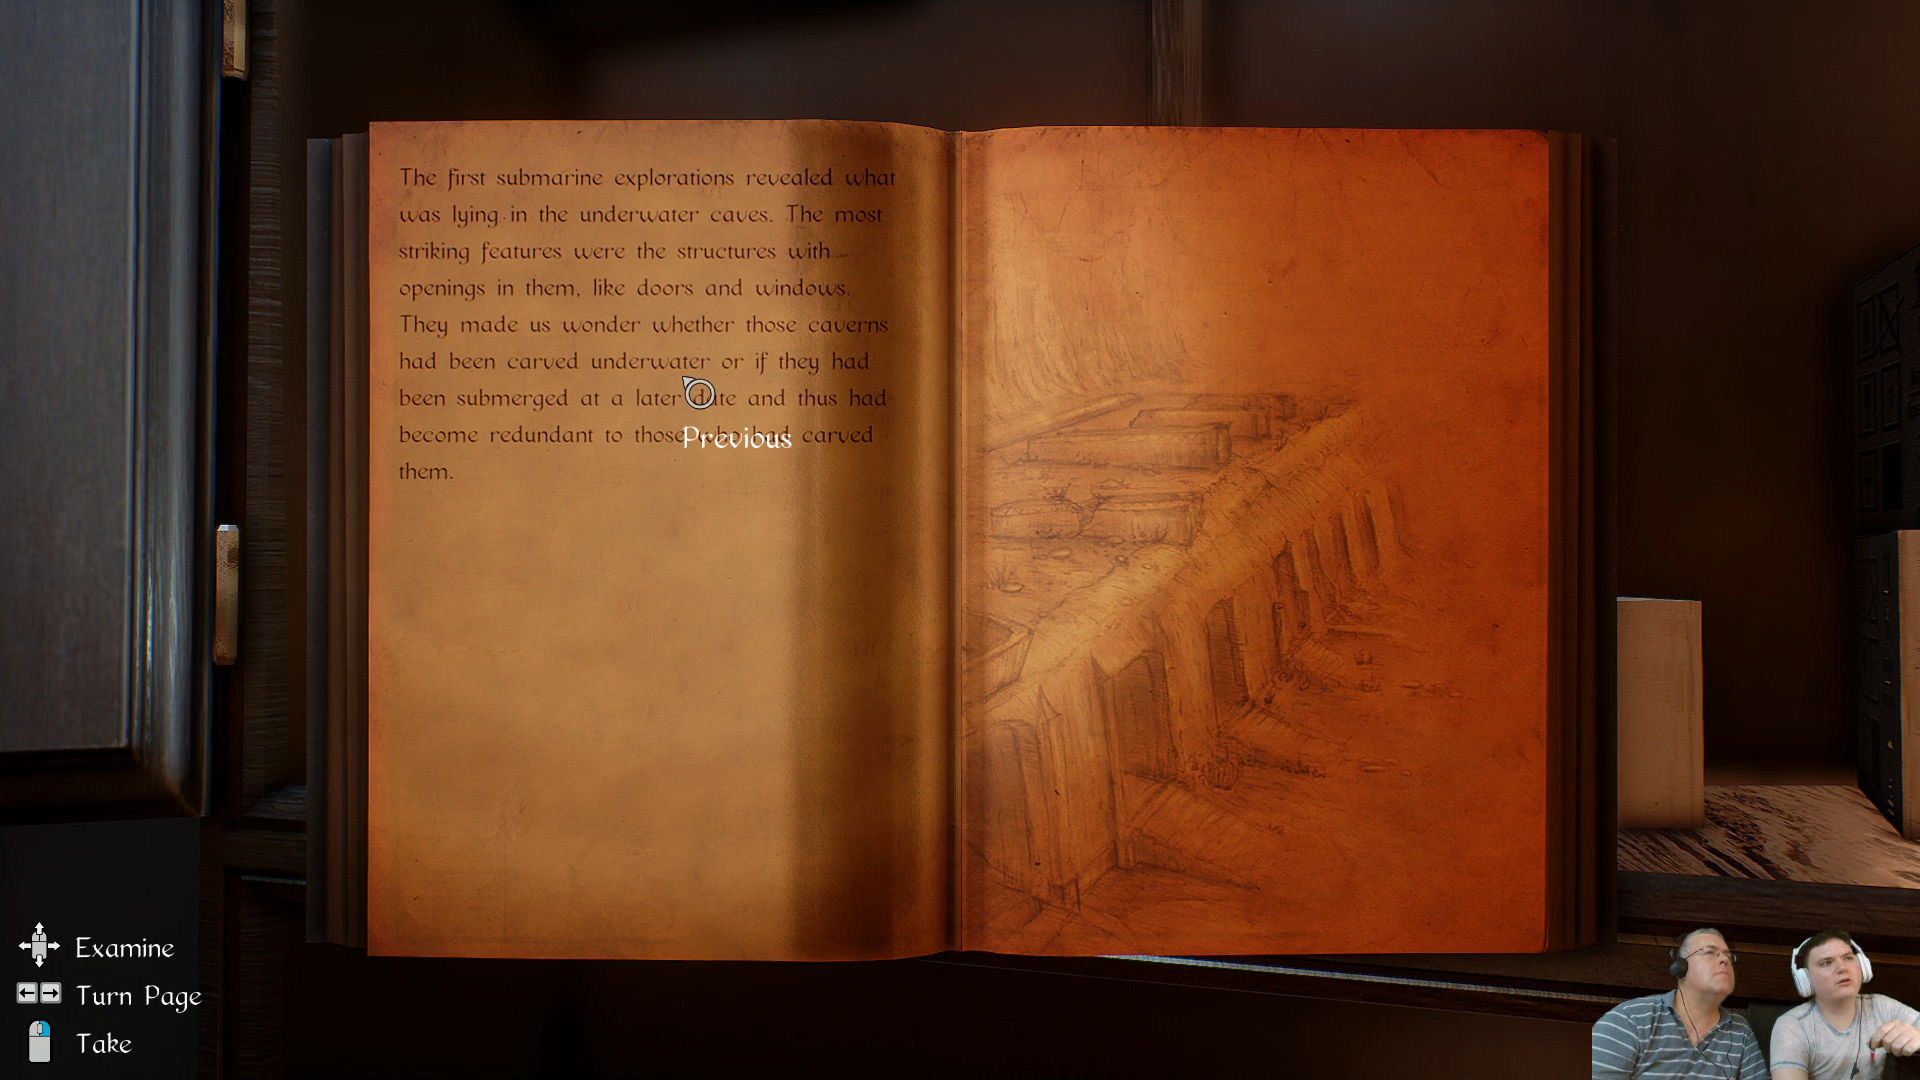 The first submarine explorations revealed what
was lying in the underwater caves. The most
striking features were the structures with
openings in them, like doors and windows.
They made us wonder whether those caverns
had been carved underwater or if they had
been submerged at a later date and thus had
become redundant to those who had carved
them.
Previous
Examine
Turn Page
Take